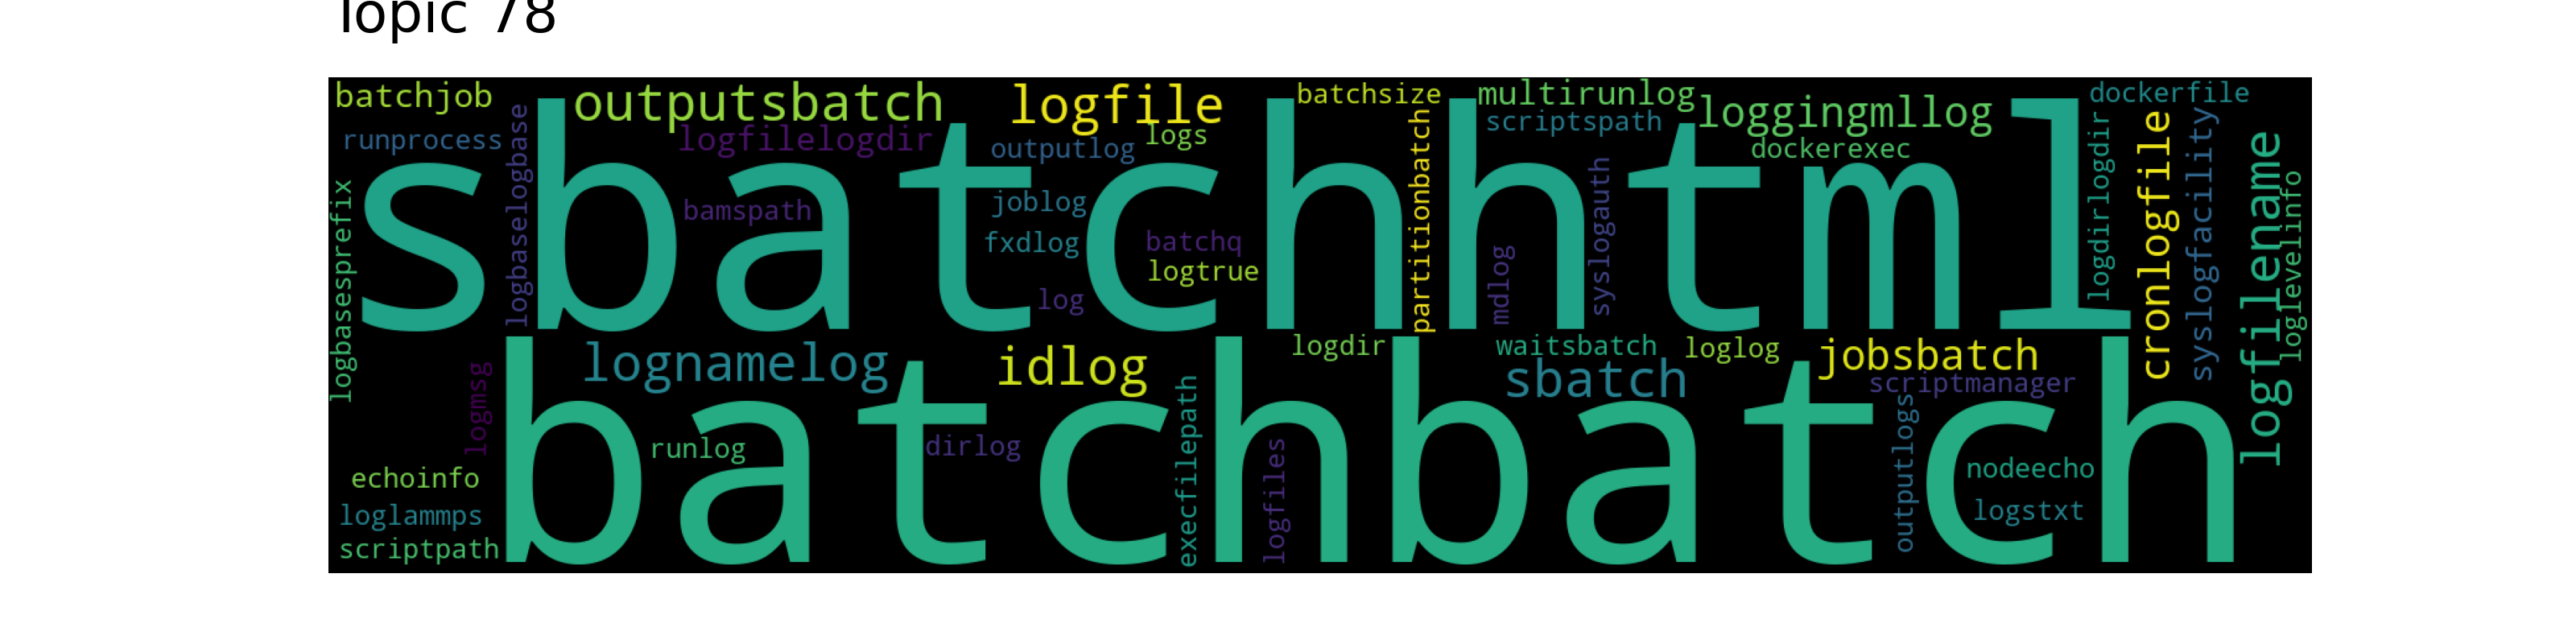 Topic 78
batchjob
outputsbatch
logfile
batchsize
multirunlog
loggingmllog
dockerfile
runprocess
logfilelogdir
outputlog
logs
scriptspath
dockerexec
sbatchhtml
logbaselogbase
logbasesprefix
bamspath
joblog
fxdlog
batchq
logtrue
log
partitionbatch
mdlog
syslogauth
logdirlogdir
cronlogfile
syslogfacility
logfilename
loglevelinfo
lognamelog
idlog
logdir
waitsbatch
loglog
jobsbatch
sbatch
scriptmanager
logmsg
batchbatch
runlog
dirlog
execfilepath
logfiles
outputlogs
nodeecho
logstxt
echoinfo
loglammps
scriptpath